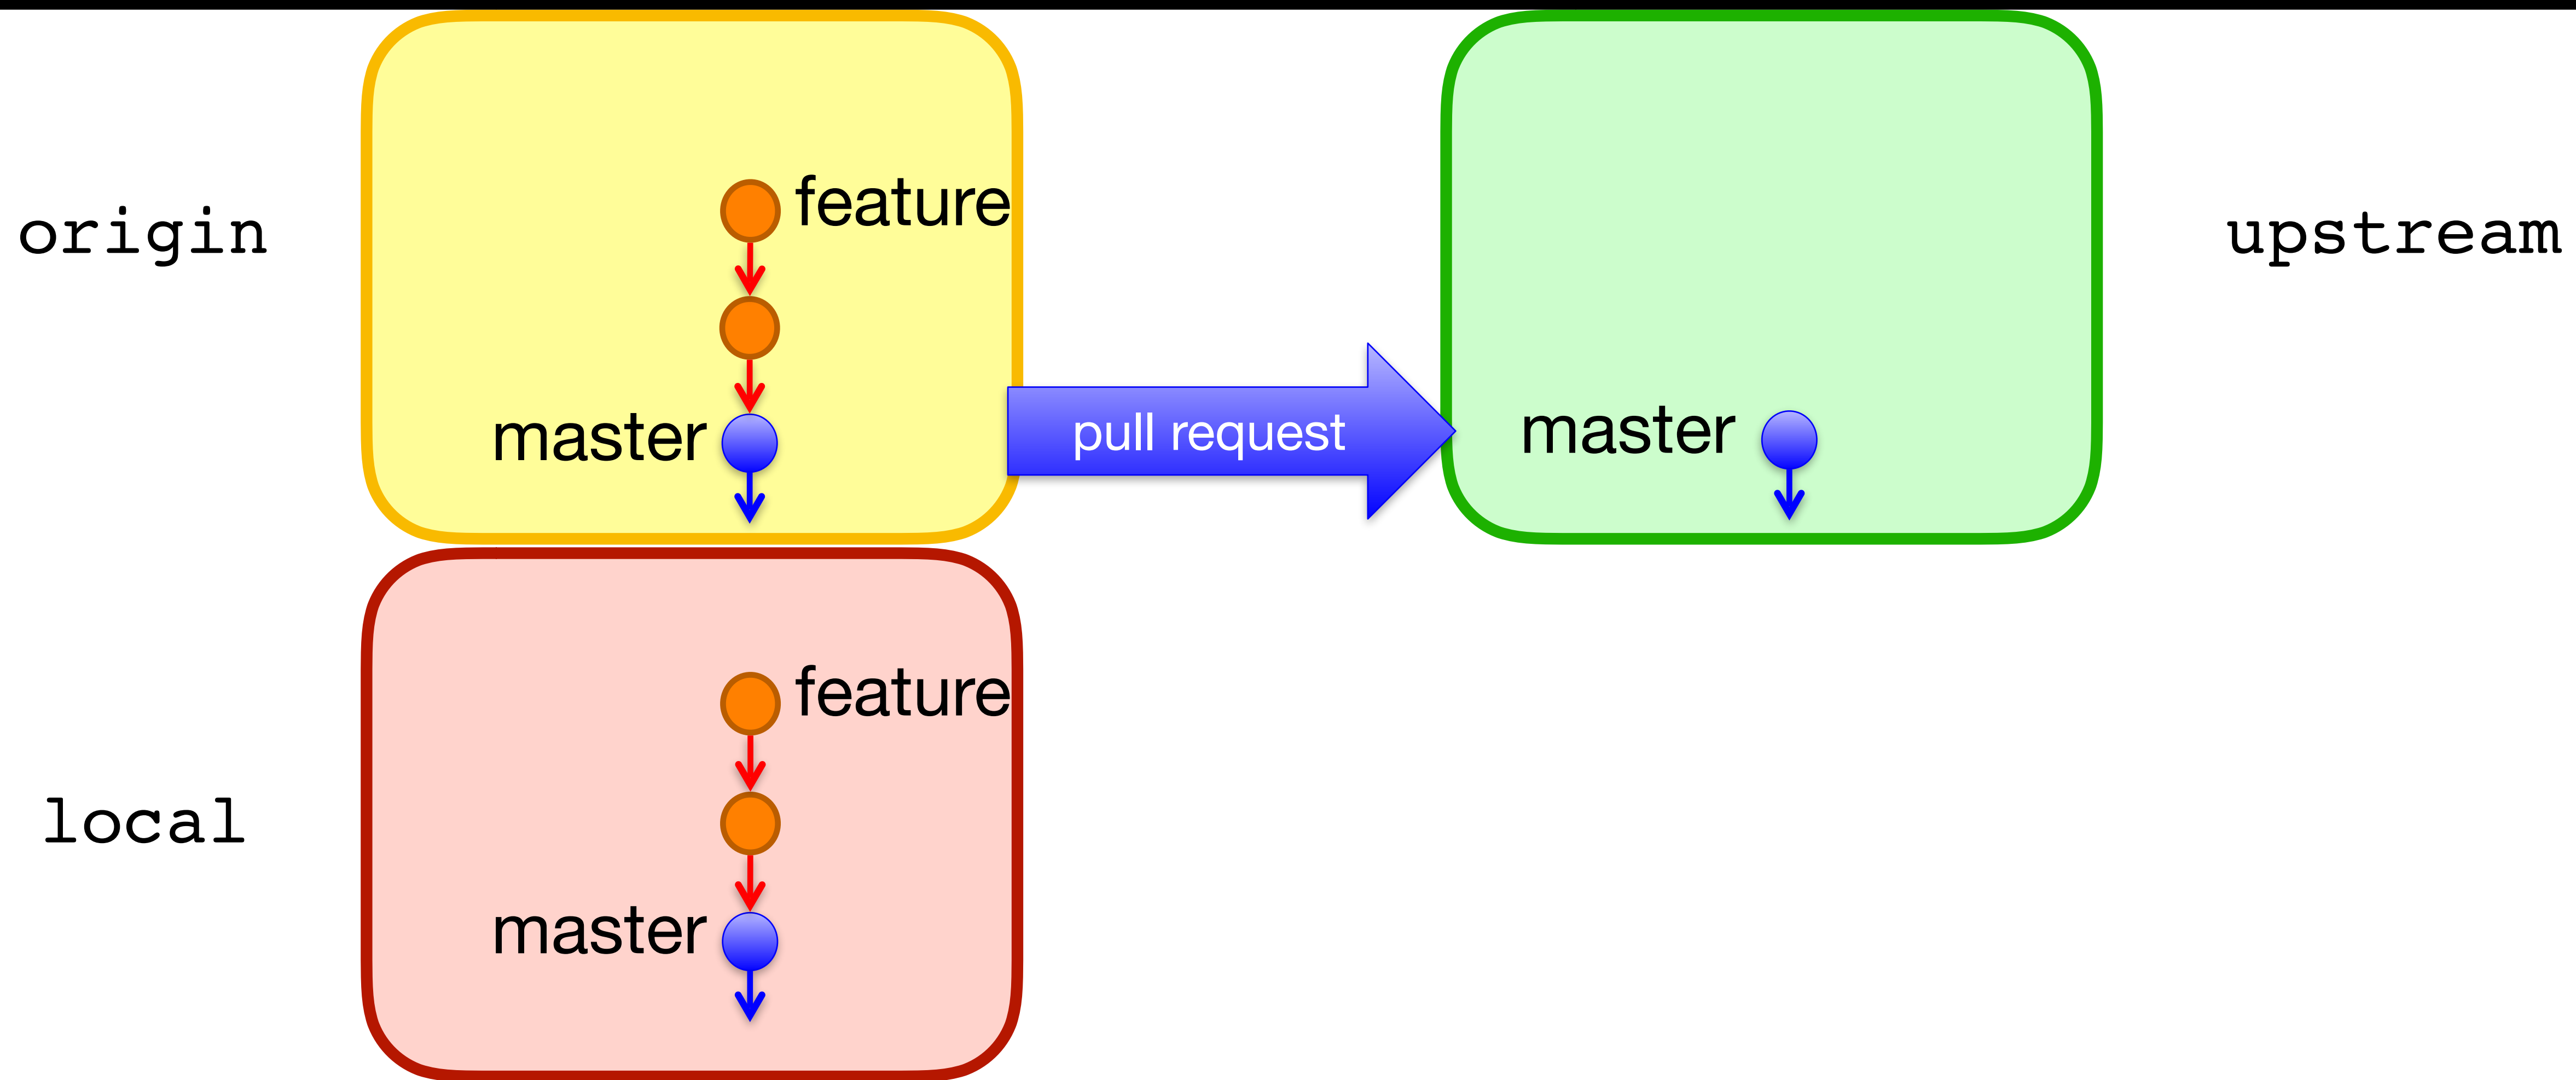 feature
origin
upstream
master
pull request
master
feature
local
master